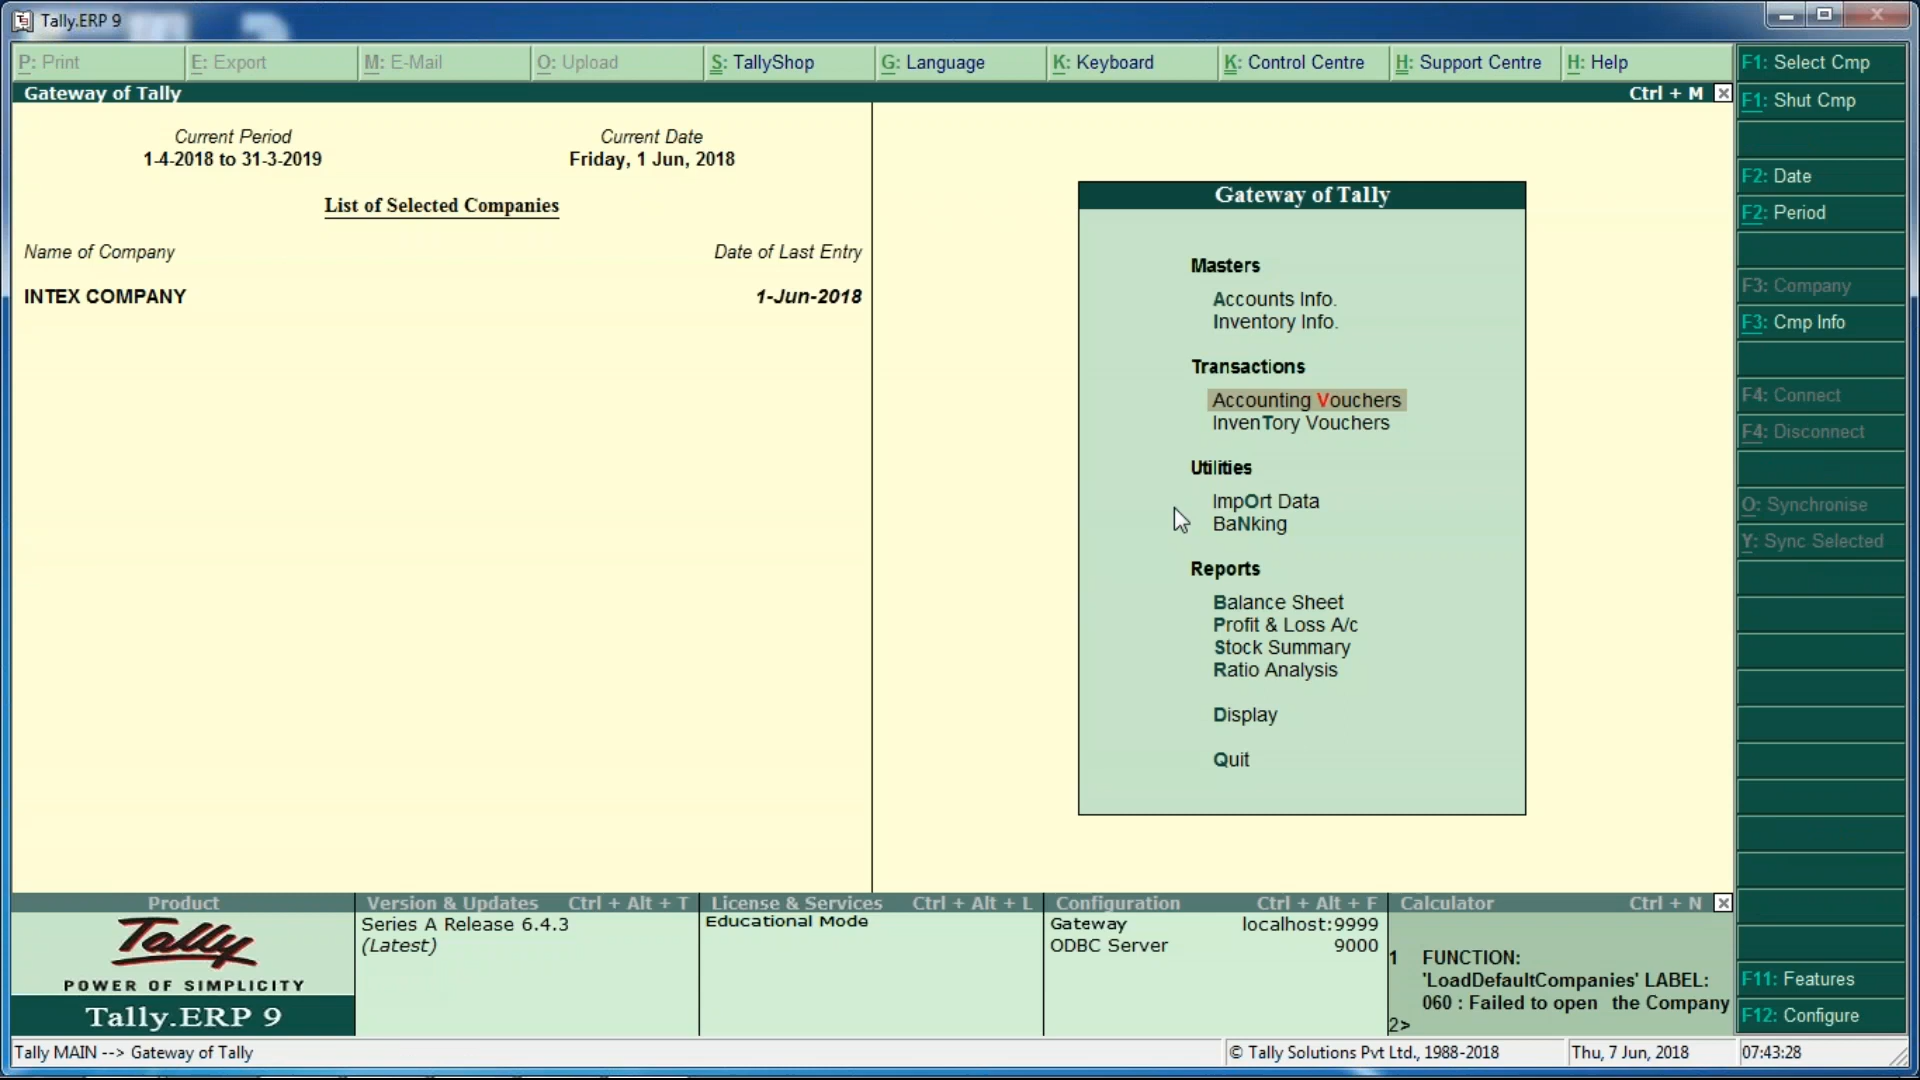 Tally.ERP 9
P: Print
E: Export
M: E-Mail
O: Upload
S: TallyShop
G: Language
K: Keyboard
K: Control Centre
H: Support Centre
H: Help
Gateway of Tally
Ctrl + M
Current Period
1-4-2018 to 31-3-2019
Current Date
Friday, 1 Jun, 2018
List of Selected Companies
Name of Company
Date of Last Entry
INTEX COMPANY
1-Jun-2018
Gateway of Tally
Masters
Accounts Info.
Inventory Info.
Transactions
Accounting Vouchers
InvenTory Vouchers
Utilities
ImpOrt Data
BaNking
Reports
Balance Sheet
Profit & Loss A/c
Stock Summary
Ratio Analysis
Display
Quit
F1: Select Cmp
F1: Shut Cmp
F2: Date
F2: Period
F3: Company
F3: Cmp Info
F4: Connect
F4: Disconnect
O: Synchronise
Y: Sync Selected
F11: Features
F12: Configure
Product
Tally
POWER OF SIMPLICITY
Tally.ERP 9
Version & Updates Ctrl + Alt + T
Series A Release 6.4.3
(Latest)
License & Services Ctrl + Alt + L
Educational Mode
Configuration Ctrl + Alt + F
Gateway localhost:9999
ODBC Server 9000
Calculator Ctrl + N
1 FUNCTION:
'LoadDefaultCompanies' LABEL:
060 : Failed to open the Company
2>
Tally MAIN --> Gateway of Tally
© Tally Solutions Pvt Ltd., 1988-2018
Thu, 7 Jun, 2018
07:43:28